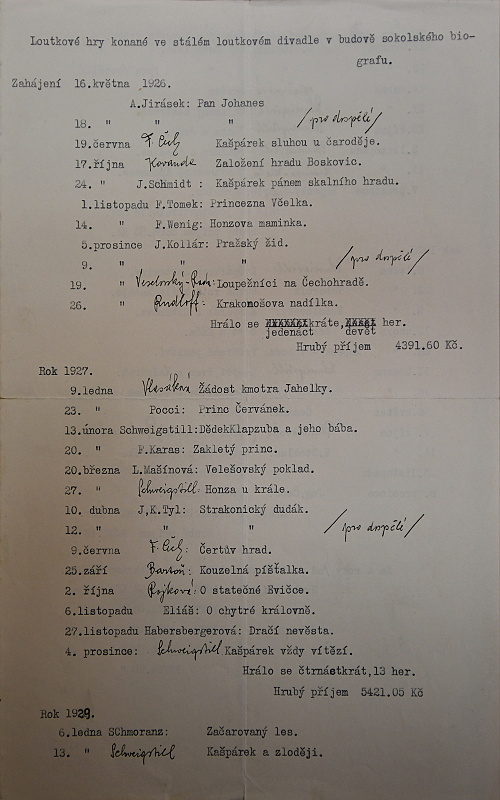 Loutkové hry konané ve stálém loutkovém divadle v budově sokolského bio-
grafu.
Zahájení 16.května 1926.
A.Jirásek: Pan Johanes
18. " " " /pro dospělé/
19.června F. Čech Kašpárek sluhou u čaroděje.
17.října Kovanda Založení hradu Boskovic.
24. " J.Schmidt : Kašpárek pánem skalního hradu.
1.listopadu F.Tomek: Princezna Včelka.
14. " F.Wenig: Honzova maminka.
5.prosince J.Kollár: Pražský žid.
9. " " " /pro dospělé/
19. " Veselovský- Loupežníci na Čechohradě.
26. " Rudloff: Krakonošova nadílka.
Hrálo se kráte, her.
jedenáct devět
Hrubý příjem 4391.60 Kč.
Rok 1927.
9.ledna Žádost kmotra Jahelky.
23. " Pocci: Princ Červánek.
13.února Schweigstill:DědekKlapzuba a jeho bába.
20. " F.Karas: Zakletý princ.
20.března L.Mašínová: Velešovský poklad.
27. " Schweigstill: Honza u krále.
10. dubna J,K.Tyl: Strakonický dudák.
12. " " " /pro dospělé/
9.června F. Čech: Čertův hrad.
25.září Bartoň: Kouzelná píšťalka.
2. října Rojková: O statečné Evičce.
6.listopadu Eliáš: O chytré královně.
27.listopadu Habersbergerová: Dračí nevěsta.
4. prosince: Schweigstill Kašpárek vždy vítězí.
Hrálo se čtrnástkrát,13 her.
Hrubý příjem 5421.05 Kč
Rok 1928.
6.ledna SChmoranz: Začarovaný les.
13. " Schweigstill Kašpárek a zloději.